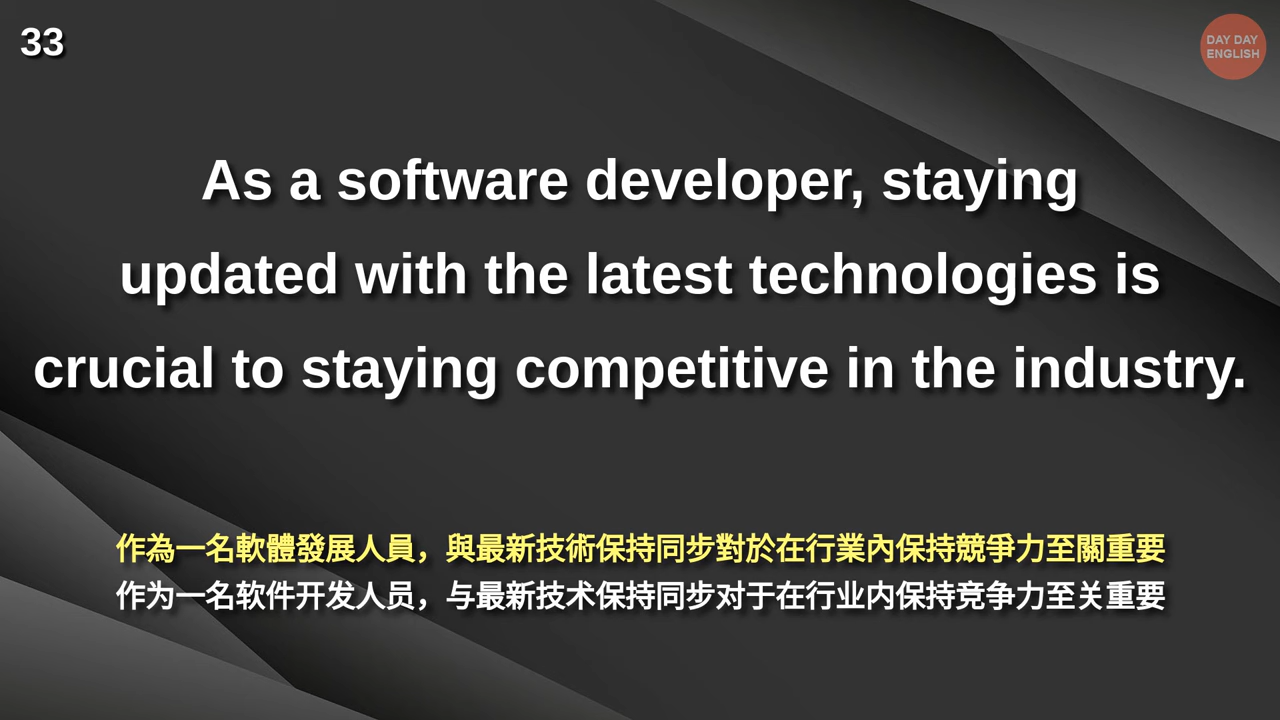 33
DAY DAY
ENGLISH
As a software developer, staying
updated with the latest technologies is
crucial to staying competitive in the industry.
作為一名軟體發展人員，與最新技術保持同步對於在行業內保持競爭力至關重要
作为一名软件开发人员，与最新技术保持同步对于在行业内保持竞争力至关重要